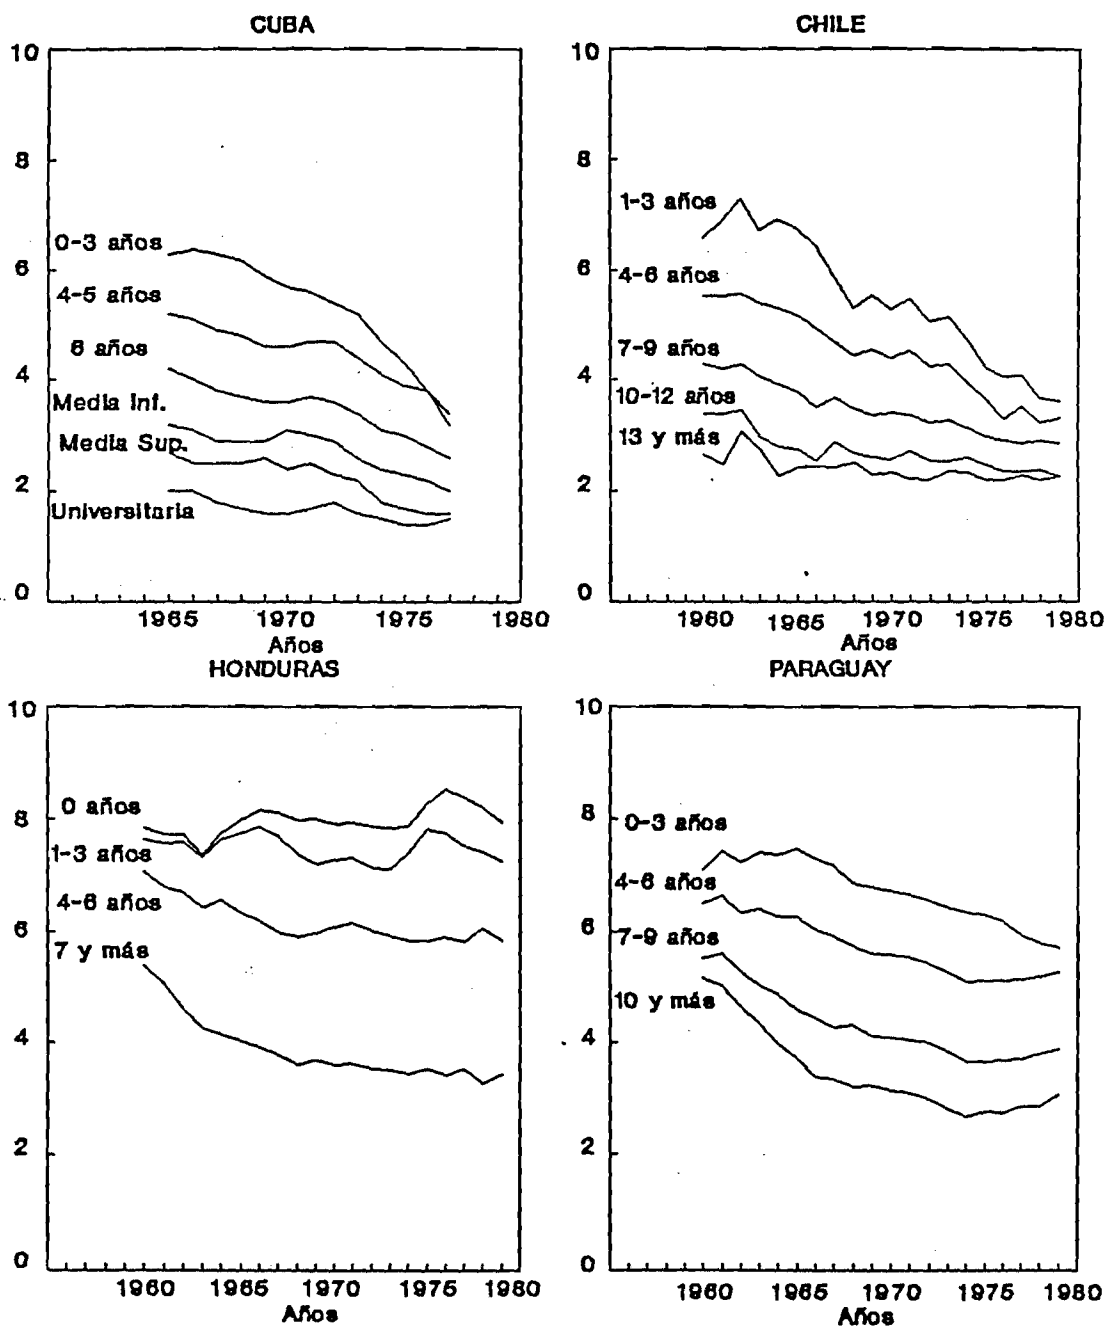 CUBA
10
8
6
4
2
0
0-3 años
4-5 años
6 años
Media Inf.
Media Sup.
Universitaria
1965 1970 1975 1980
Años
CHILE
10
8
6
4
2
0
1-3 años
4-6 años
7-9 años
10-12 años
13 y más
1960 1965 1970 1975 1980
Años
HONDURAS
10
8
6
4
2
0
0 años
1-3 años
4-6 años
7 y más
1960 1965 1970 1975 1980
Años
PARAGUAY
10
8
6
4
2
0
0-3 años
4-6 años
7-9 años
10 y más
1960 1965 1970 1975 1980
Años